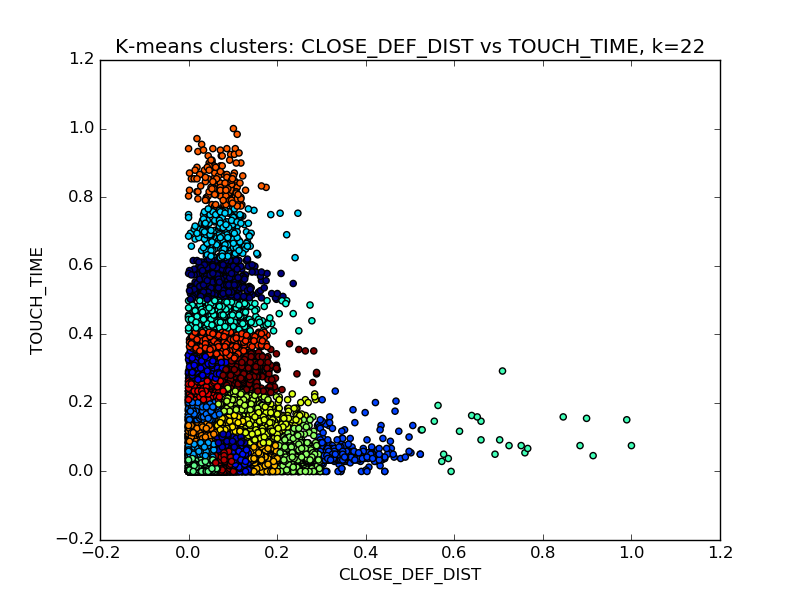 K-means clusters: CLOSE_DEF_DIST vs TOUCH_TIME, k=22
1.2
1.0
0.8
0.6
0.4
0.2
0.0
−0.2
TOUCH_TIME
−0.2 0.0 0.2 0.4 0.6 0.8 1.0 1.2
CLOSE_DEF_DIST